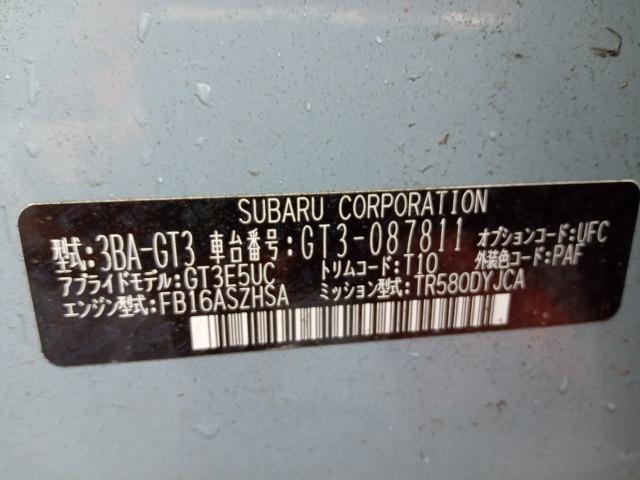 SUBARU CORPORATION
型式:3BA-GT3 車台番号:GT3-087811 オプションコード:UFC
アプライドモデル:GT3E5UC トリムコード:T10 外装色コード:PAF
エンジン型式:FB16ASZHSA ミッション型式:TR580DYJCA